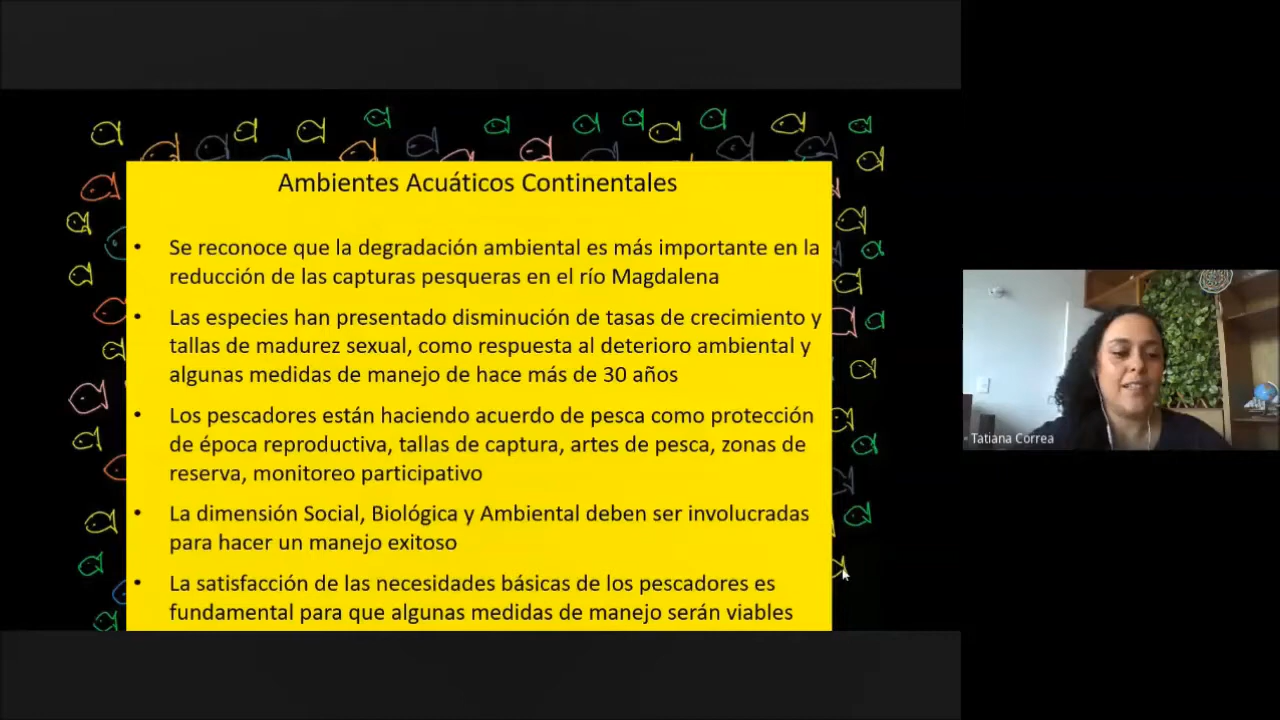 Ambientes Acuáticos Continentales
• Se reconoce que la degradación ambiental es más importante en la
reducción de las capturas pesqueras en el río Magdalena
• Las especies han presentado disminución de tasas de crecimiento y
tallas de madurez sexual, como respuesta al deterioro ambiental y
algunas medidas de manejo de hace más de 30 años
• Los pescadores están haciendo acuerdo de pesca como protección
de época reproductiva, tallas de captura, artes de pesca, zonas de
reserva, monitoreo participativo
• La dimensión Social, Biológica y Ambiental deben ser involucradas
para hacer un manejo exitoso
• La satisfacción de las necesidades básicas de los pescadores es
fundamental para que algunas medidas de manejo serán viables
Tatiana Correa